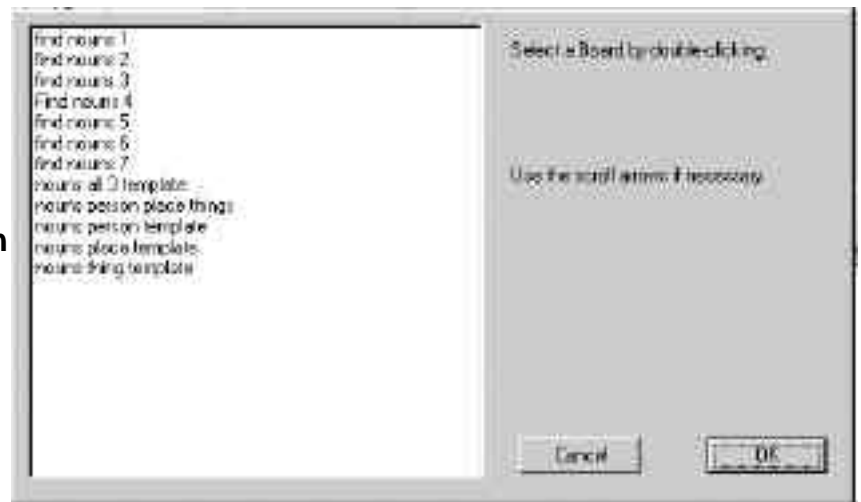 find nouns 1
find nouns 2
find nouns 3
Find nouns 4
find nouns 5
find nouns 6
find nouns 7
nouns all 3 template
nouns person place things
nouns person template
nouns place template
nouns thing template
Select a Board by double-clicking.
Use the scroll arrows if necessary.
Cancel
OK
n